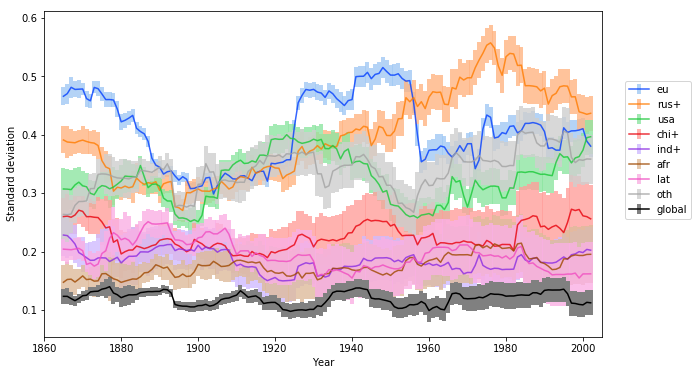 0.6
0.5
0.4
0.3
0.2
0.1
Standard deviation
1860
1880
1900
1920
1940
1960
1980
2000
Year
eu
rus+
usa
chi+
ind+
afr
lat
oth
global